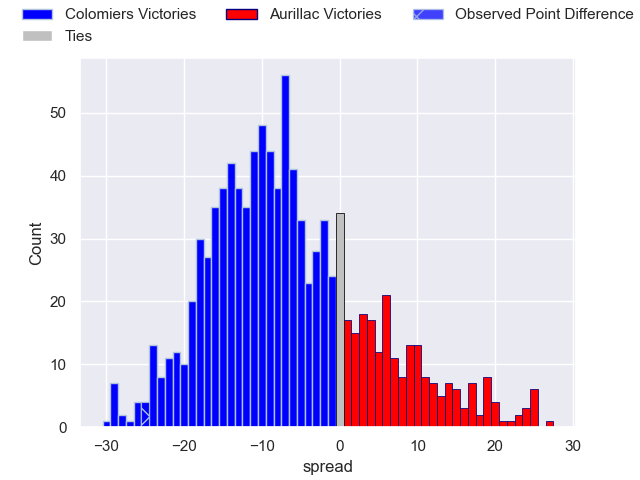 Colomiers Victories
Aurillac Victories
Observed Point Difference
Ties
Count
50
40
30
20
10
0
−30
−20
−10
0
10
20
30
spread